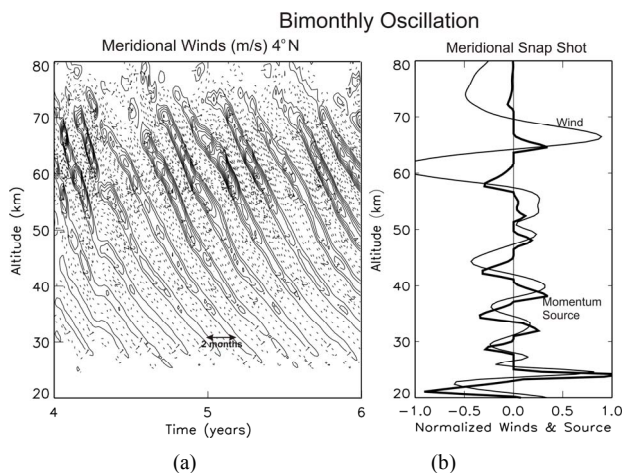 Bimonthly Oscillation
Meridional Winds (m/s) 4°N
Altitude (km)
80
70
60
50
40
30
20
2 months
4
5
6
Time (years)
(a)
Meridional Snap Shot
Altitude (km)
80
70
60
50
40
30
20
Wind
Momentum
Source
-1.0
-0.5
0.0
0.5
1.0
Normalized Winds & Source
(b)